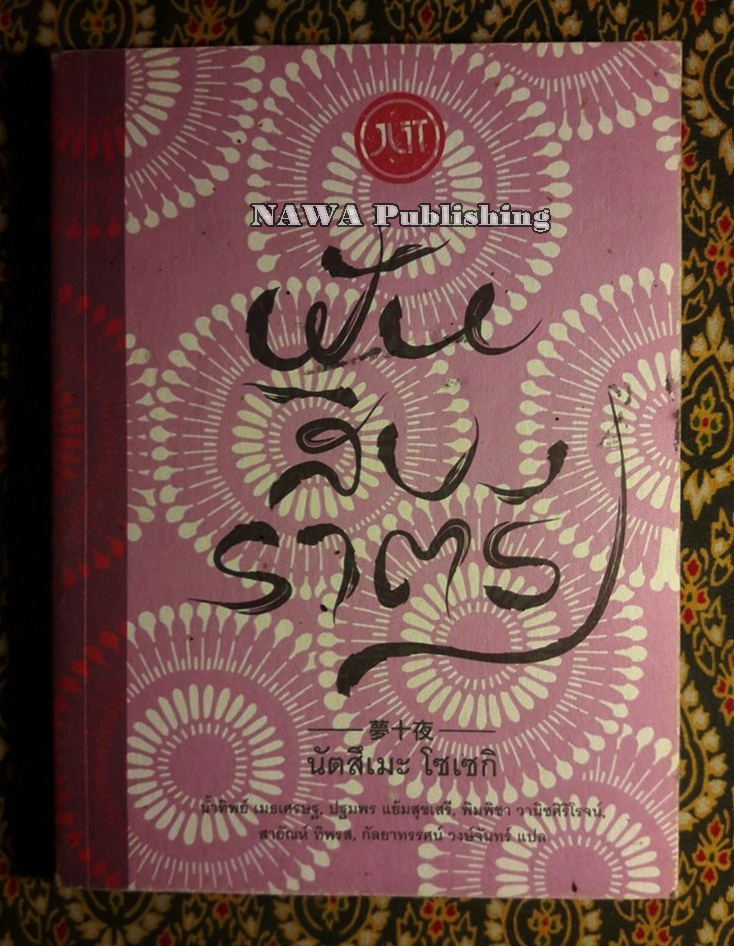 JLIT
NAWA Publishing
ฝัน
สิบ
ราตรี
夢十夜
นัตสึเมะ โซเซกิ
น้ำทิพย์ เมธเศรษฐ, ปฐมพร แย้มสุขเสรี, พิมพิชา วานิชศิริโรจน์,
สายัณห์ ทิพรส, กัลยาทรรศน์ วงษ์จันทร์ แปล